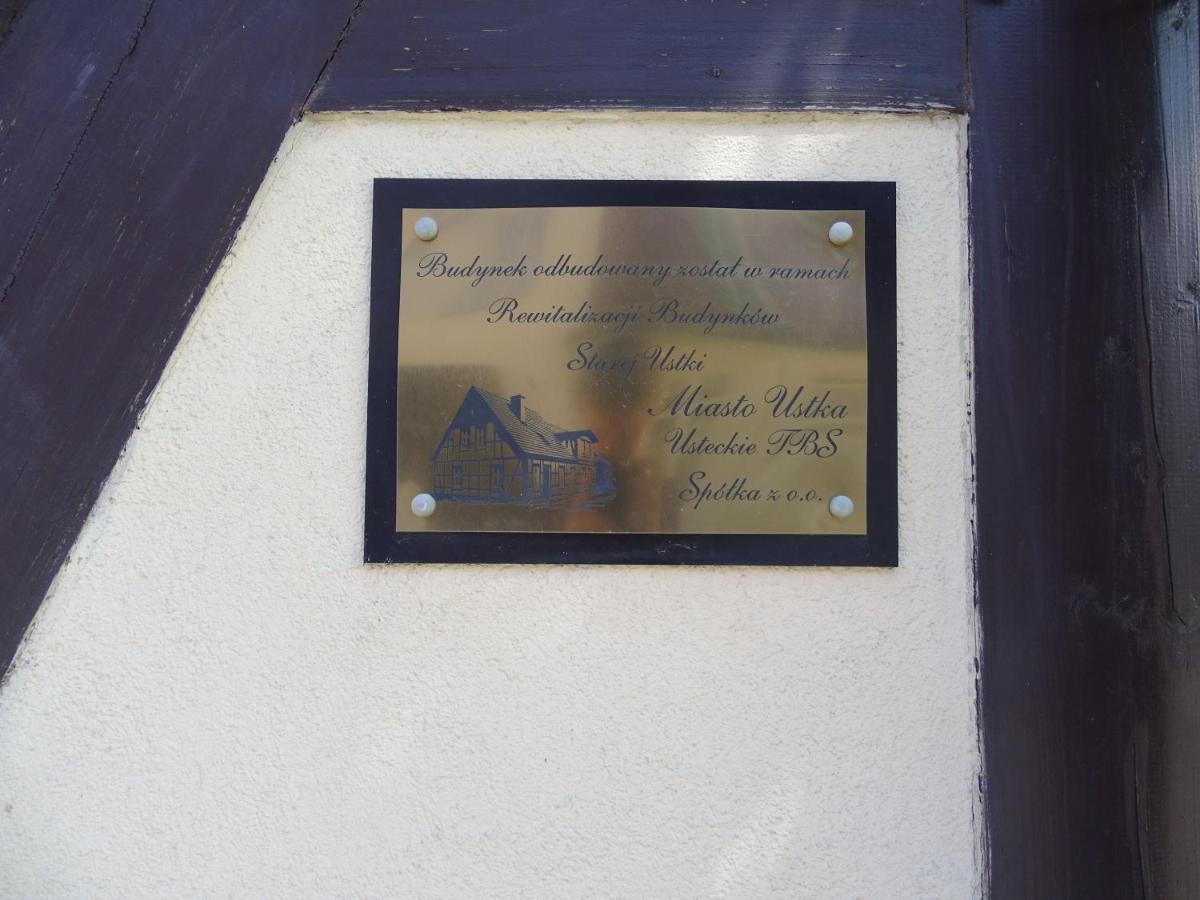 Budynek odbudowany został w ramach
Rewitalizacji Budynków
Starej Ustki
Miasto Ustka
Usteckie TBS
Spółka z o.o.